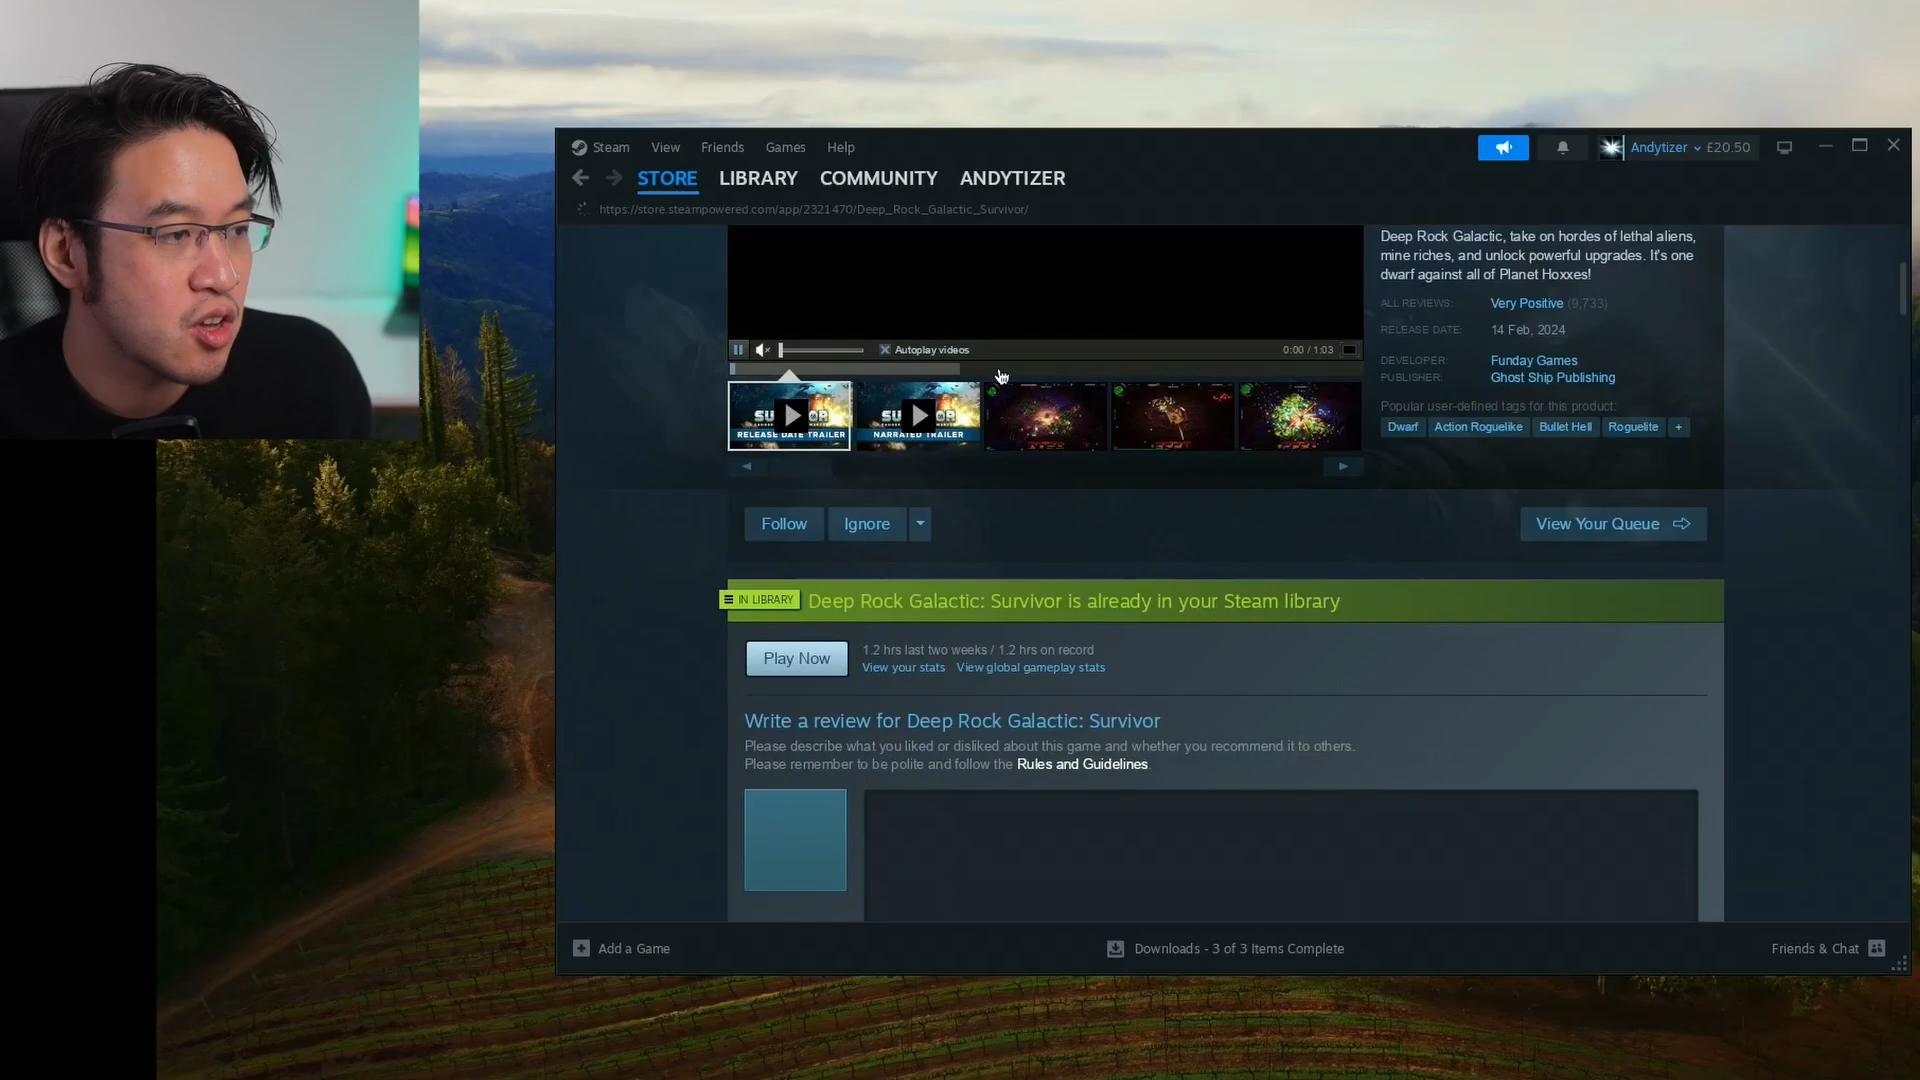 Steam View Friends Games Help
Andytizer £20.50
STORE LIBRARY COMMUNITY ANDYTIZER
https://store.steampowered.com/app/2321470/Deep_Rock_Galactic_Survivor/
Deep Rock Galactic, take on hordes of lethal aliens,
mine riches, and unlock powerful upgrades. It's one
dwarf against all of Planet Hoxxes!
ALL REVIEWS: Very Positive (9,733)
RELEASE DATE: 14 Feb, 2024
DEVELOPER: Funday Games
PUBLISHER: Ghost Ship Publishing
Popular user-defined tags for this product:
Dwarf Action Roguelike Bullet Hell Roguelite +
Autoplay videos 0:00 / 1:03
RELEASE DATE TRAILER
NARRATED TRAILER
Follow Ignore View Your Queue
IN LIBRARY Deep Rock Galactic: Survivor is already in your Steam library
Play Now
1.2 hrs last two weeks / 1.2 hrs on record
View your stats View global gameplay stats
Write a review for Deep Rock Galactic: Survivor
Please describe what you liked or disliked about this game and whether you recommend it to others.
Please remember to be polite and follow the Rules and Guidelines.
Add a Game Downloads - 3 of 3 Items Complete Friends & Chat